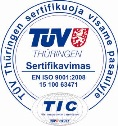 TÜV Thüringen sertifikuoja visame pasaulyje
TÜV
THÜRINGEN
Sertifikavimas
EN ISO 9001:2008
15 100 63471
TIC